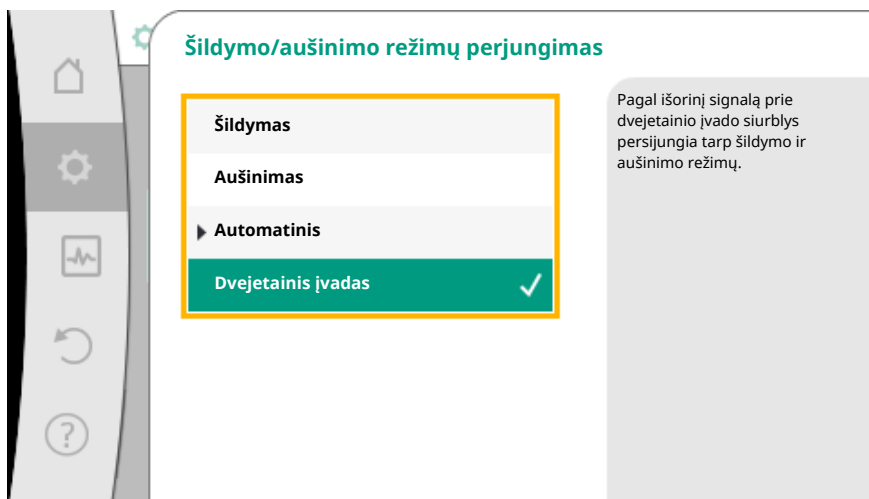 Šildymo/aušinimo režimų perjungimas
Šildymas
Aušinimas
Automatinis
Dvejetainis įvadas
Pagal išorinį signalą prie
dvejetainio įvado siurblys
persijungia tarp šildymo ir
aušinimo režimų.
?